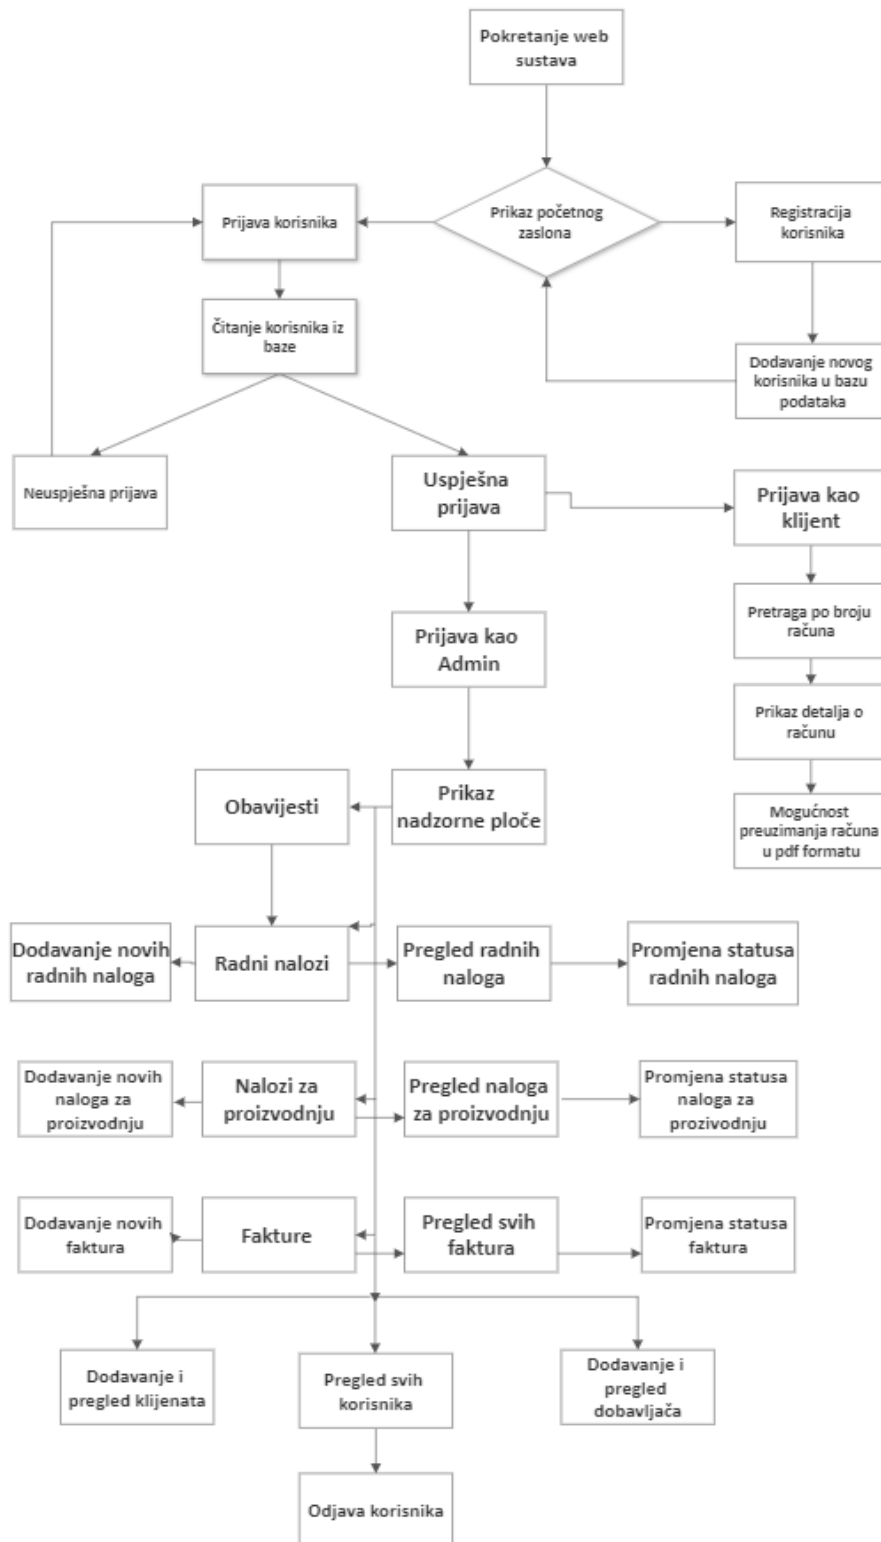 Pokretanje web
sustava
Prijava korisnika
Prikaz početnog
zaslona
Registracija
korisnika
Čitanje korisnika iz
baze
Dodavanje novog
korisnika u bazu
podataka
Neuspješna prijava
Uspješna
prijava
Prijava kao
klijent
Prijava kao
Admin
Pretraga po broju
računa
Prikaz detalja o
računu
Obavijesti
Prikaz
nadzorne ploče
Mogućnost
preuzimanja računa
u pdf formatu
Dodavanje novih
radnih naloga
Radni nalozi
Pregled radnih
naloga
Promjena statusa
radnih naloga
Dodavanje novih
naloga za
proizvodnju
Nalozi za
proizvodnju
Pregled naloga
za proizvodnju
Promjena statusa
naloga za
prozivodnju
Dodavanje novih
faktura
Fakture
Pregled svih
faktura
Promjena statusa
faktura
Dodavanje i
pregled klijenata
Pregled svih
korisnika
Dodavanje i
pregled
dobavljača
Odjava korisnika